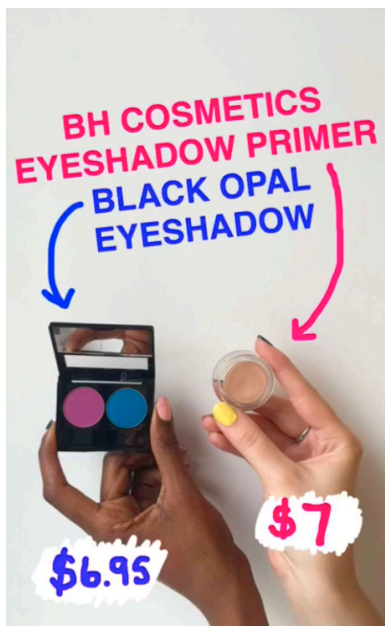 BH COSMETICS
EYESHADOW PRIMER
BLACK OPAL
EYESHADOW
$7
$6.95